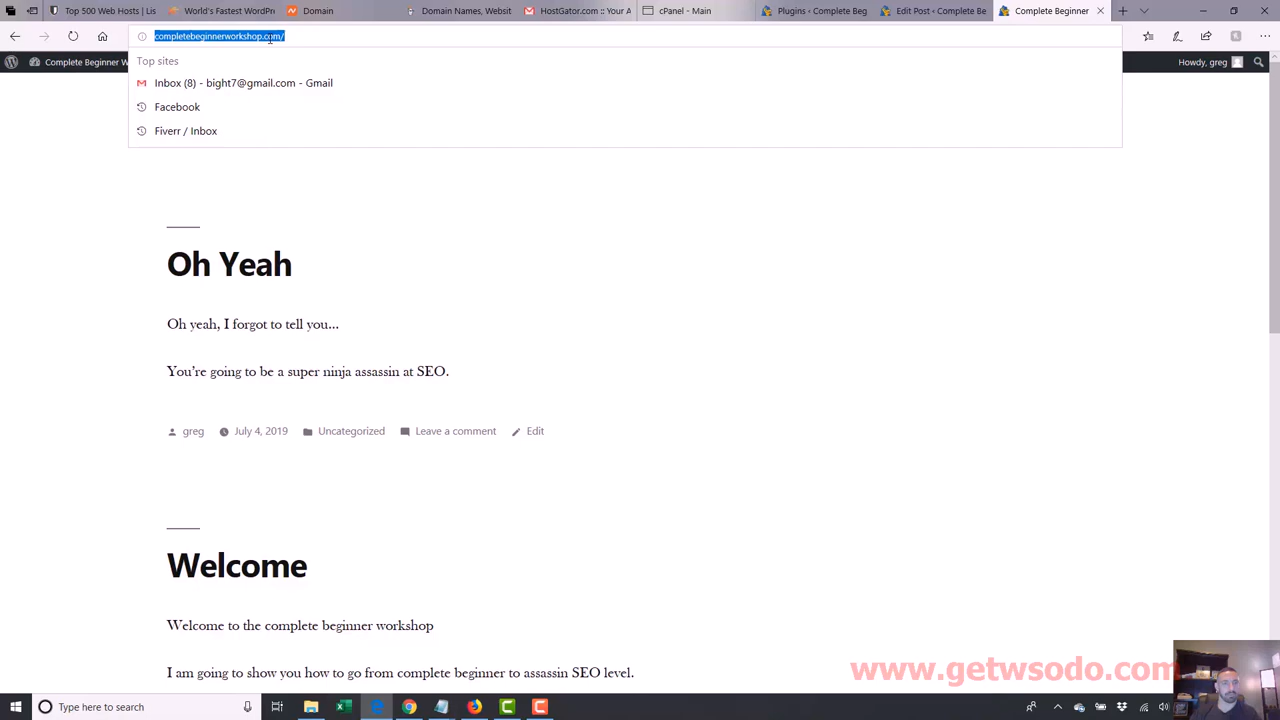 Top 500 Web Hosts | Lis
World's Fastest WordPr
Domain
Domain Names, Websit
HostGator.com :: Your A
cPanel - Main
Plugins ‹ Complete Beg
Edit Post ‹ Complete Be
Complete Beginner
completebeginnerworkshop.com/
Top sites
Inbox (8) - bight7@gmail.com - Gmail
Facebook
Fiverr / Inbox
Complete Beginner W
Howdy, greg
Oh Yeah
Oh yeah, I forgot to tell you…
You're going to be a super ninja assassin at SEO.
greg July 4, 2019 Uncategorized Leave a comment Edit
Welcome
Welcome to the complete beginner workshop
I am going to show you how to go from complete beginner to assassin SEO level.
www.getwsodo.com
Type here to search